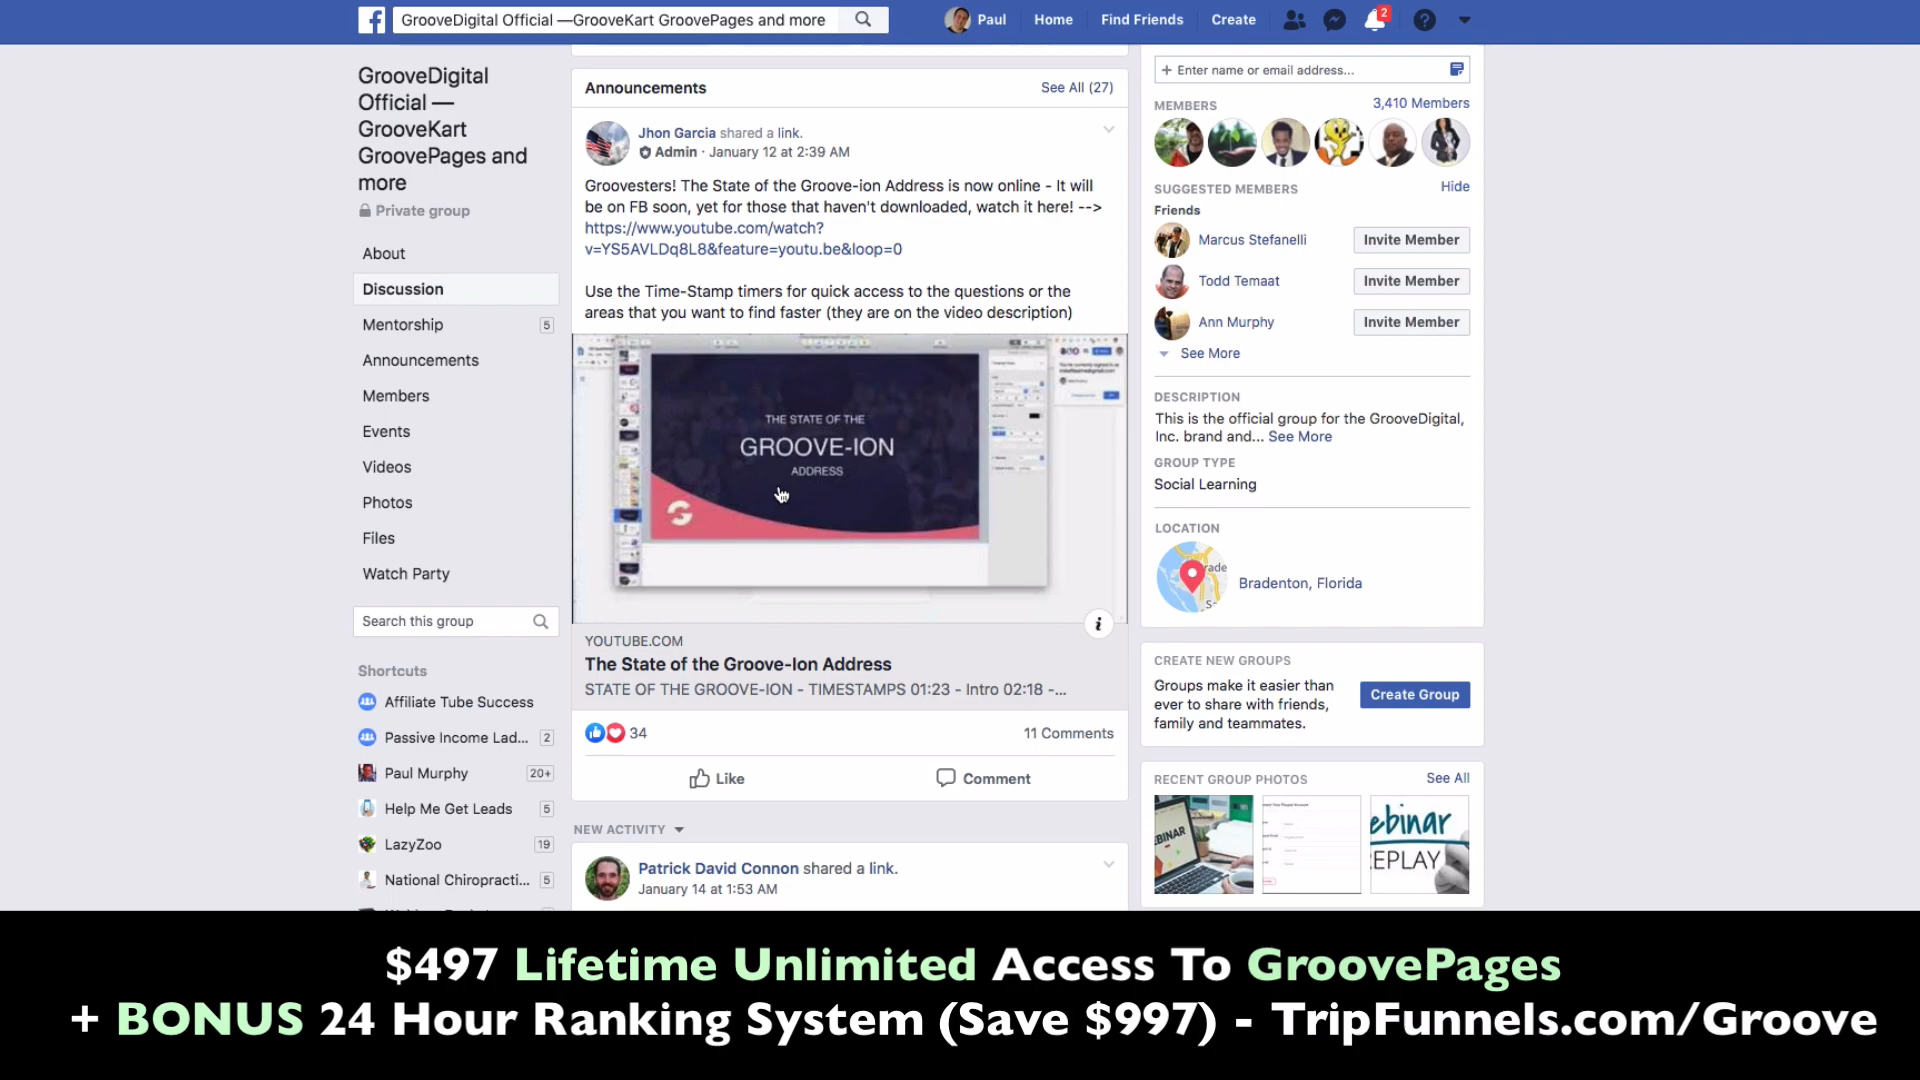 GrooveDigital Official —GrooveKart GroovePages and more
Paul
Home
Find Friends
Create
2
GrooveDigital
Official —
GrooveKart
GroovePages and
more
Private group
About
Discussion
Mentorship 5
Announcements
Members
Events
Videos
Photos
Files
Watch Party
Search this group
Shortcuts
Affiliate Tube Success
Passive Income Lad... 2
Paul Murphy 20+
Help Me Get Leads 5
LazyZoo 19
National Chiropracti... 5
Announcements
See All (27)
Jhon Garcia shared a link.
Admin · January 12 at 2:39 AM
Groovesters! The State of the Groove-ion Address is now online - It will
be on FB soon, yet for those that haven't downloaded, watch it here! -->
https://www.youtube.com/watch?
v=YS5AVLDq8L8&feature=youtu.be&loop=0
Use the Time-Stamp timers for quick access to the questions or the
areas that you want to find faster (they are on the video description)
THE STATE OF THE
GROOVE-ION
ADDRESS
YOUTUBE.COM
The State of the Groove-Ion Address
STATE OF THE GROOVE-ION - TIMESTAMPS 01:23 - Intro 02:18 -...
34
11 Comments
Like
Comment
NEW ACTIVITY
Patrick David Connon shared a link.
January 14 at 1:53 AM
+ Enter name or email address...
MEMBERS
3,410 Members
SUGGESTED MEMBERS
Hide
Friends
Marcus Stefanelli
Invite Member
Todd Temaat
Invite Member
Ann Murphy
Invite Member
See More
DESCRIPTION
This is the official group for the GrooveDigital,
Inc. brand and... See More
GROUP TYPE
Social Learning
LOCATION
Bradenton, Florida
CREATE NEW GROUPS
Groups make it easier than
ever to share with friends,
family and teammates.
Create Group
RECENT GROUP PHOTOS
See All
EBINAR
ebinar
REPLAY
$497 Lifetime Unlimited Access To GroovePages
+ BONUS 24 Hour Ranking System (Save $997) - TripFunnels.com/Groove